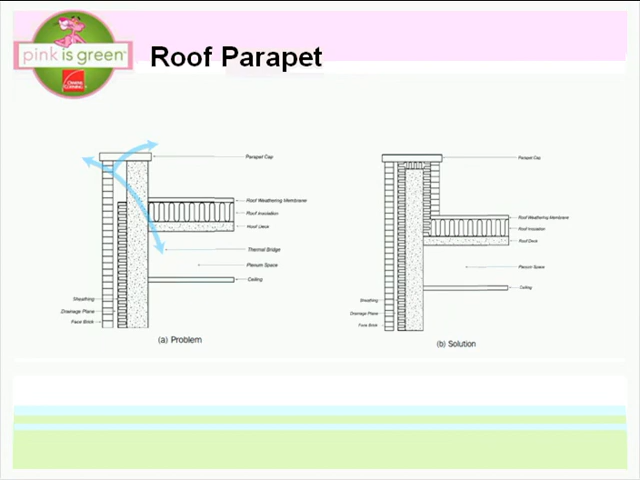 pink is green
Owens
Corning
Roof Parapet
Parapet Cap
Roof Weathering Membrane
Roof Insulation
Roof Deck
Thermal Bridge
Plenum Space
Ceiling
Sheathing
Drainage Plane
Face Brick
(a) Problem
Parapet Cap
Roof Weathering Membrane
Roof Insulation
Roof Deck
Plenum Space
Ceiling
Sheathing
Drainage Plane
Face Brick
(b) Solution